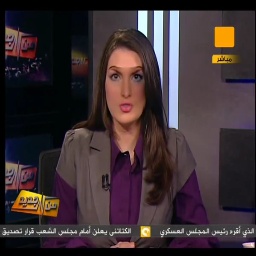 مباشر
الذي أقره رئيس المجلس العسكري
الكتاتني يعلن أمام مجلس الشعب قرار تصديق